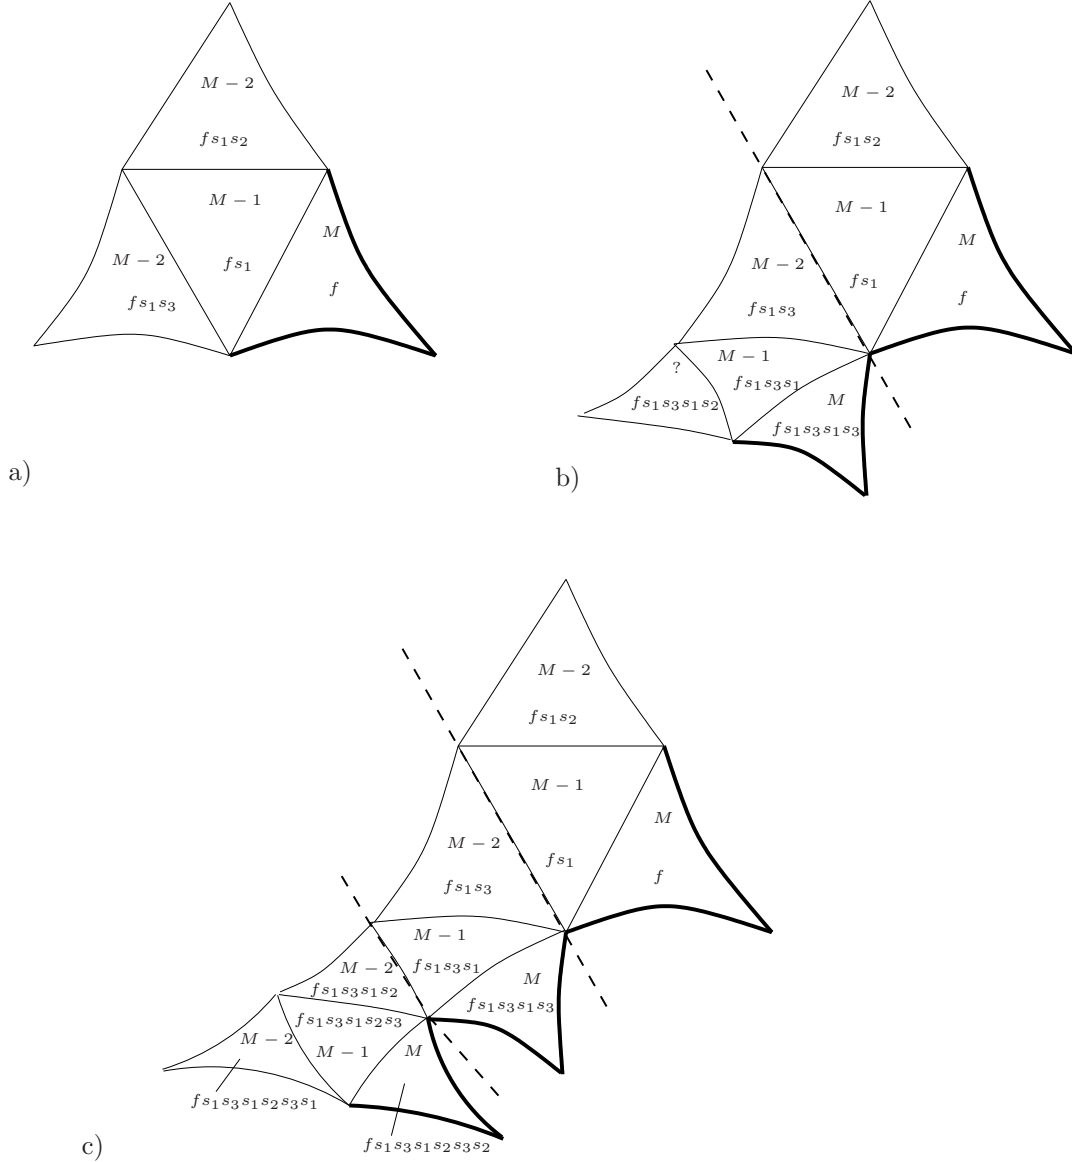 M − 2
fs₁s₂
M − 1
M
M − 2
fs₁
f
fs₁s₃
a)
M − 2
fs₁s₂
M − 1
M
M − 2
fs₁
f
fs₁s₃
M − 1
?
fs₁s₃s₁
fs₁s₃s₁s₂
M
fs₁s₃s₁s₃
b)
M − 2
fs₁s₂
M − 1
M
M − 2
fs₁
f
fs₁s₃
M − 1
M − 2
fs₁s₃s₁
M
fs₁s₃s₁s₂
fs₁s₃s₁s₃
fs₁s₃s₁s₂s₃
M − 2
M − 1
M
fs₁s₃s₁s₂s₃s₁
fs₁s₃s₁s₂s₃s₂
c)